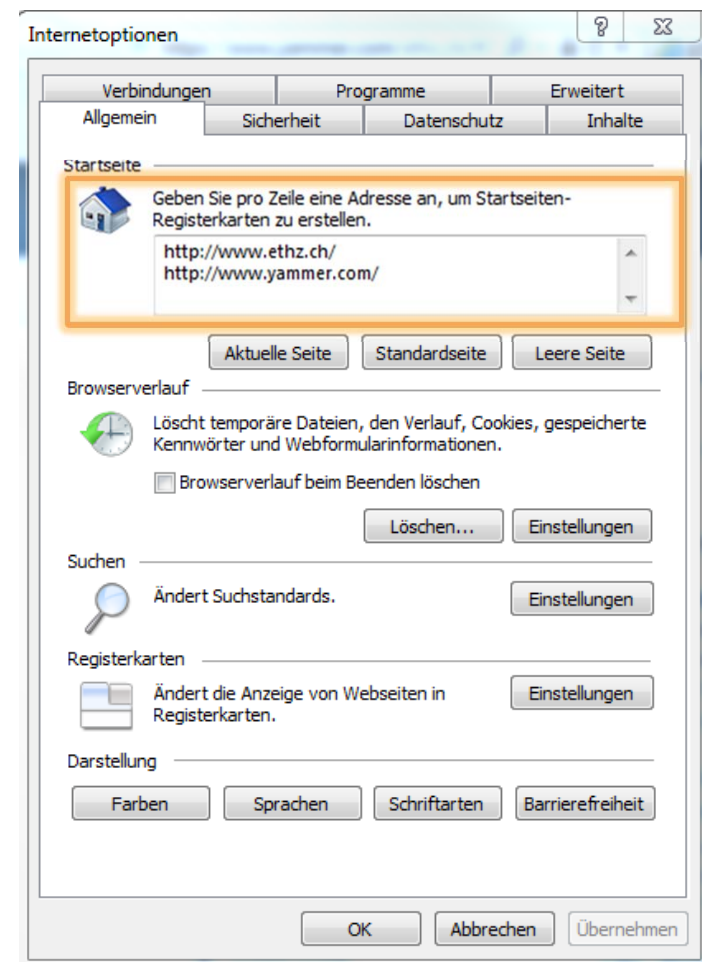 Internetoptionen
Verbindungen Programme Erweitert
Allgemein Sicherheit Datenschutz Inhalte
Startseite
Geben Sie pro Zeile eine Adresse an, um Startseiten-
Registerkarten zu erstellen.
http://www.ethz.ch/
http://www.yammer.com/
Aktuelle Seite Standardseite Leere Seite
Browserverlauf
Löscht temporäre Dateien, den Verlauf, Cookies, gespeicherte
Kennwörter und Webformularinformationen.
Browserverlauf beim Beenden löschen
Löschen... Einstellungen
Suchen
Ändert Suchstandards.
Einstellungen
Registerkarten
Ändert die Anzeige von Webseiten in
Registerkarten.
Einstellungen
Darstellung
Farben Sprachen Schriftarten Barrierefreiheit
OK Abbrechen Übernehmen